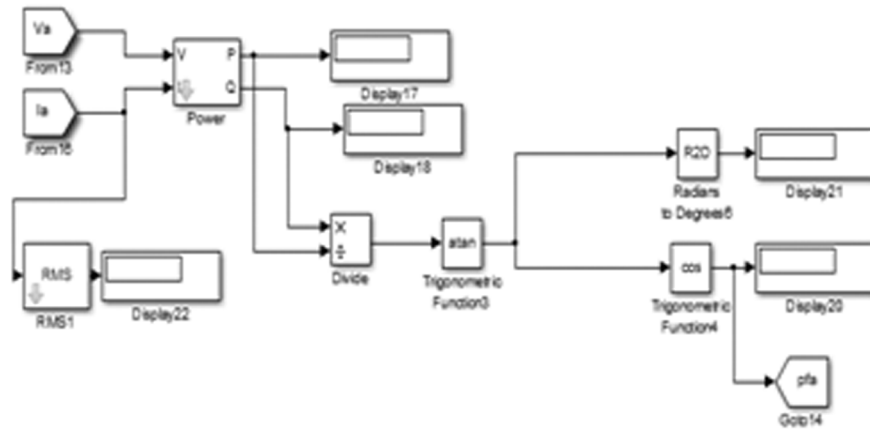 Va
From13
Ia
From16
V
P
I
Q
Power
Display17
Display18
RMS
RMS1
Display22
×
÷
Divide
atan
Trigonometric
Function3
R2D
Radians
to Degrees6
Display21
cos
Trigonometric
Function4
Display20
pfa
Goto14